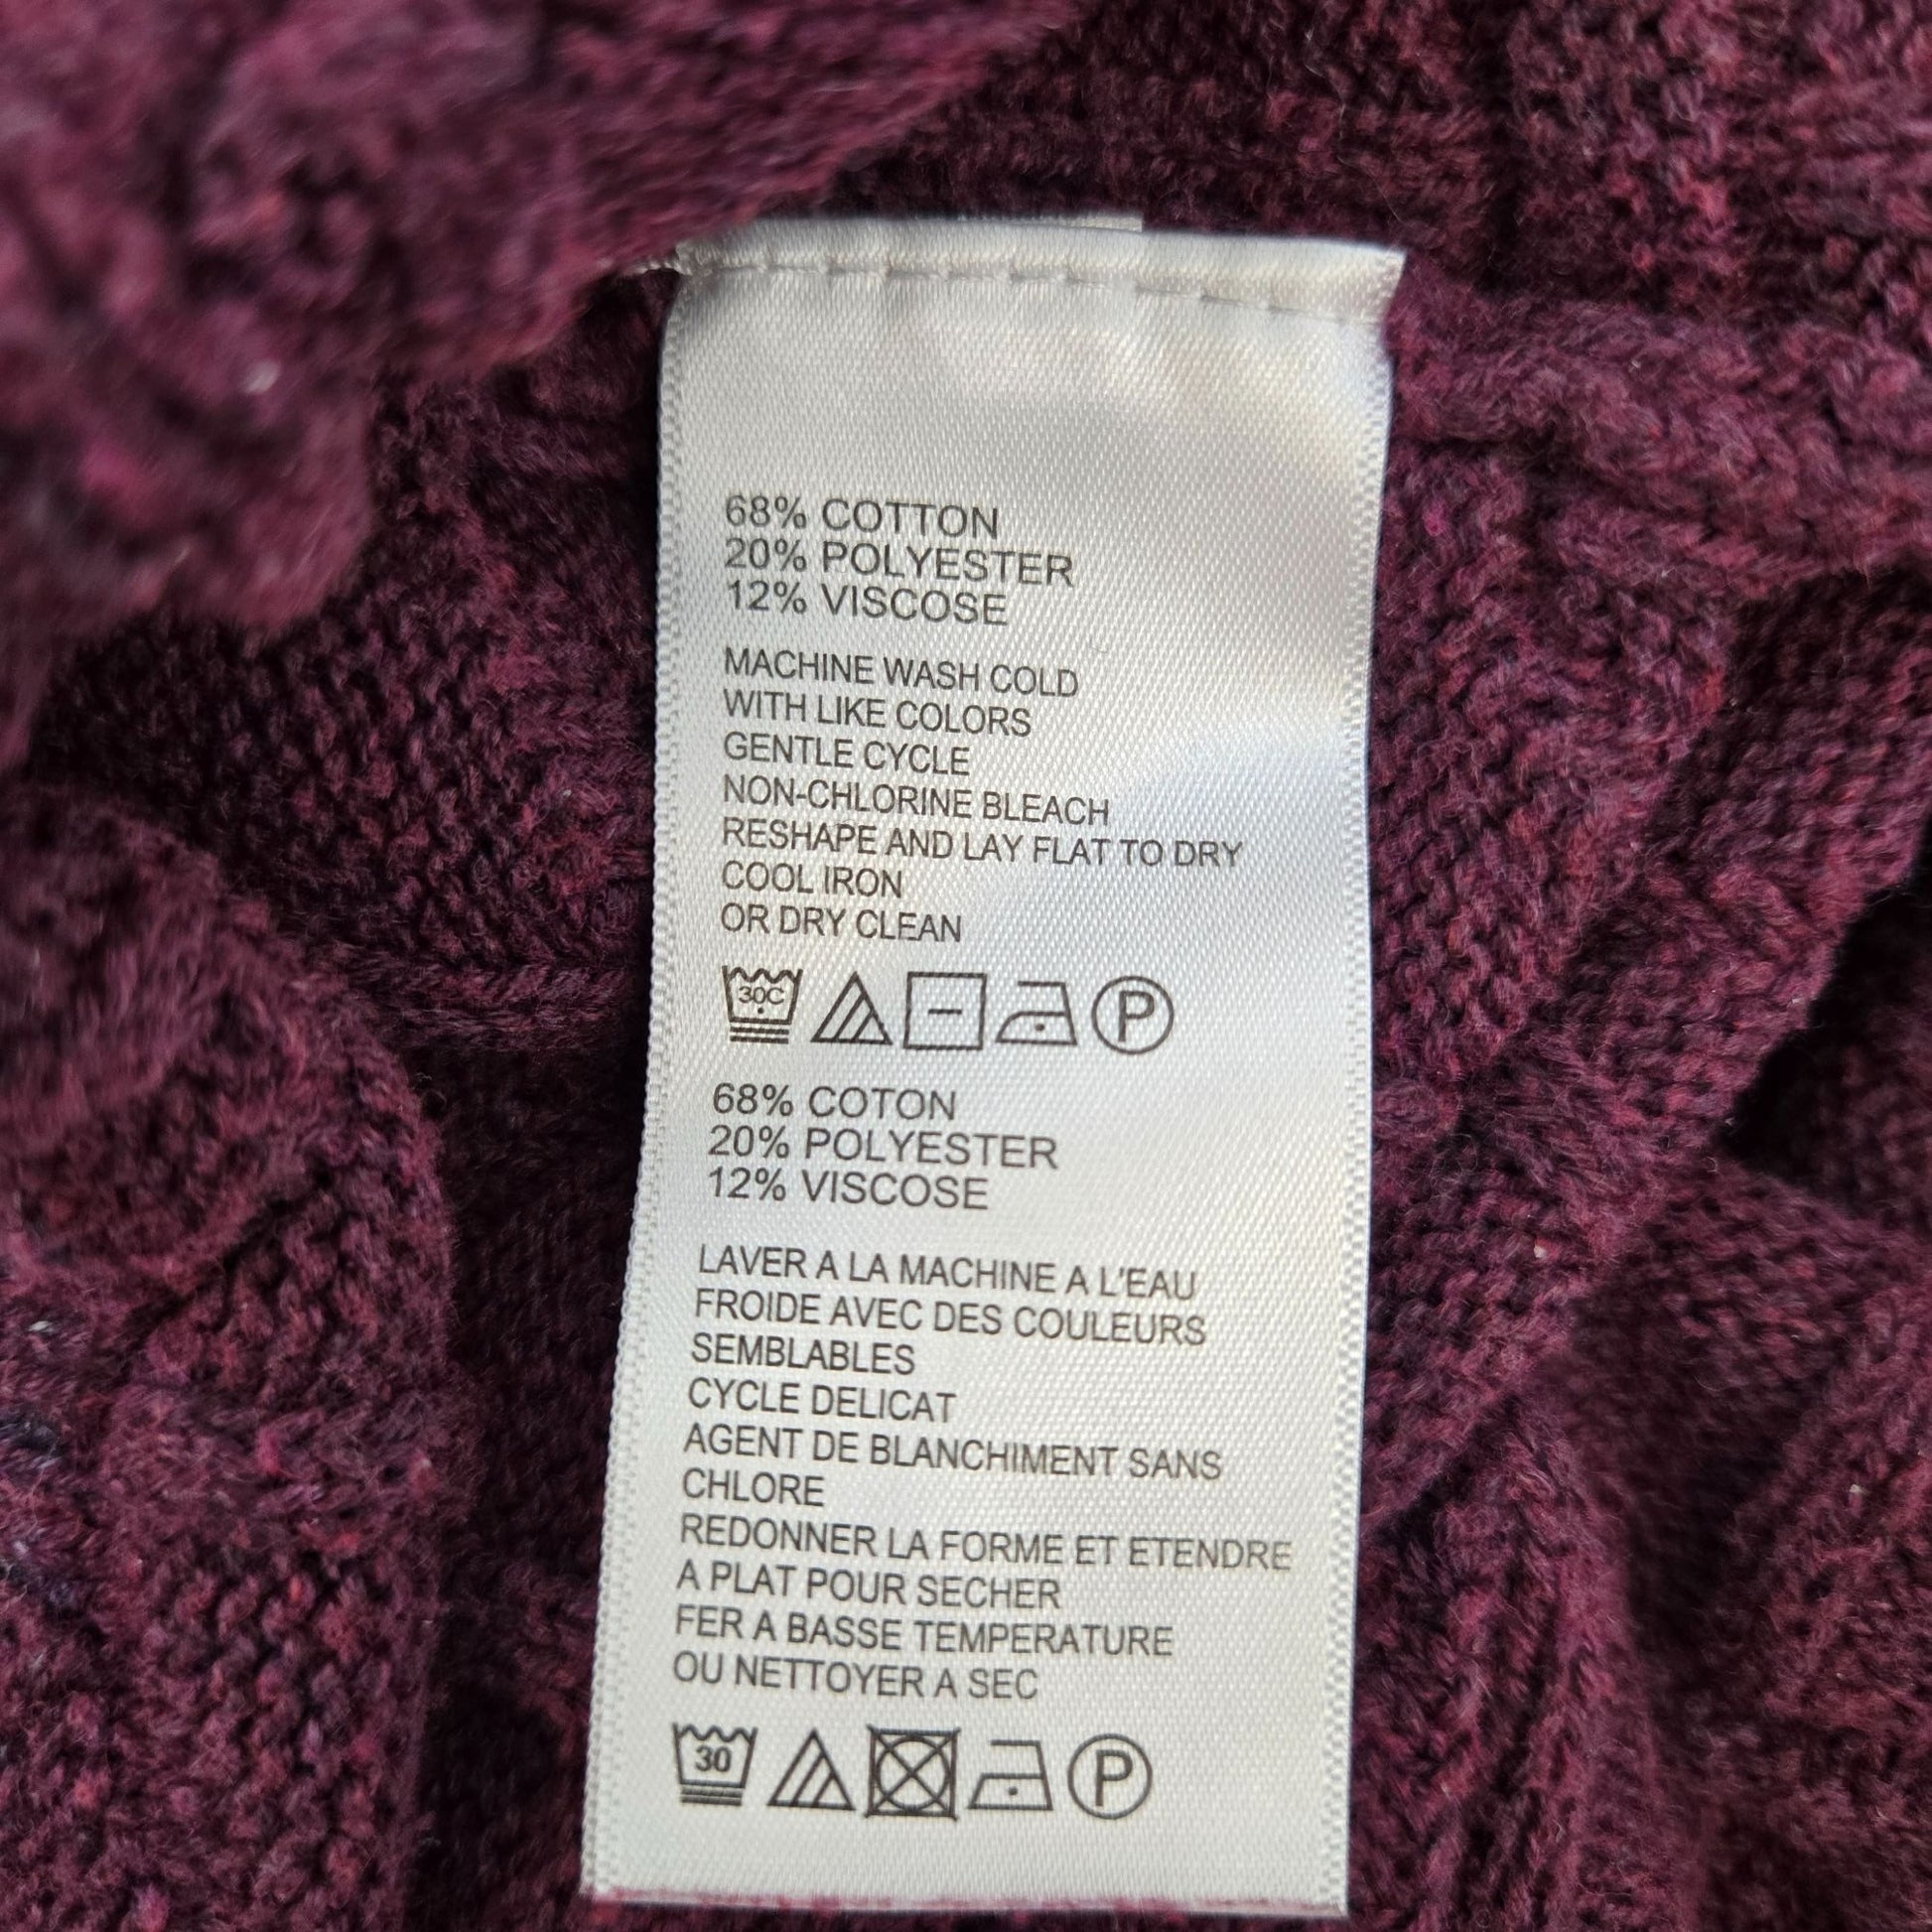 68% COTTON
20% POLYESTER
12% VISCOSE
MACHINE WASH COLD
WITH LIKE COLORS
GENTLE CYCLE
NON-CHLORINE BLEACH
RESHAPE AND LAY FLAT TO DRY
COOL IRON
OR DRY CLEAN
30C P
68% COTON
20% POLYESTER
12% VISCOSE
LAVER A LA MACHINE A L'EAU
FROIDE AVEC DES COULEURS
SEMBLABLES
CYCLE DELICAT
AGENT DE BLANCHIMENT SANS
CHLORE
REDONNER LA FORME ET ETENDRE
A PLAT POUR SECHER
FER A BASSE TEMPERATURE
OU NETTOYER A SEC
30 P